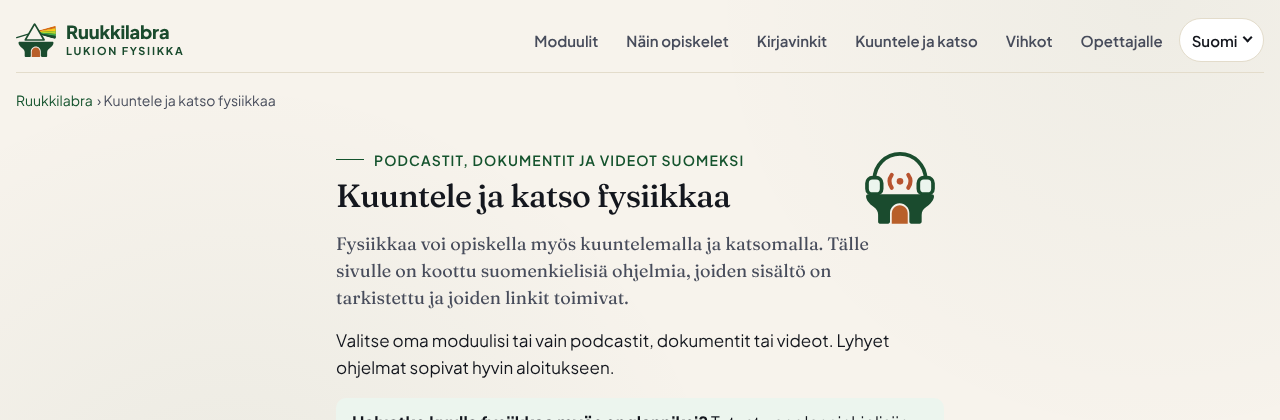 Ruukkilabra
LUKION FYSIIKKA
Moduulit
Näin opiskelet
Kirjavinkit
Kuuntele ja katso
Vihkot
Opettajalle
Suomi
Ruukkilabra › Kuuntele ja katso fysiikkaa
PODCASTIT, DOKUMENTIT JA VIDEOT SUOMEKSI
Kuuntele ja katso fysiikkaa
Fysiikkaa voi opiskella myös kuuntelemalla ja katsomalla. Tälle
sivulle on koottu suomenkielisiä ohjelmia, joiden sisältö on
tarkistettu ja joiden linkit toimivat.
Valitse oma moduulisi tai vain podcastit, dokumentit tai videot. Lyhyet
ohjelmat sopivat hyvin aloitukseen.